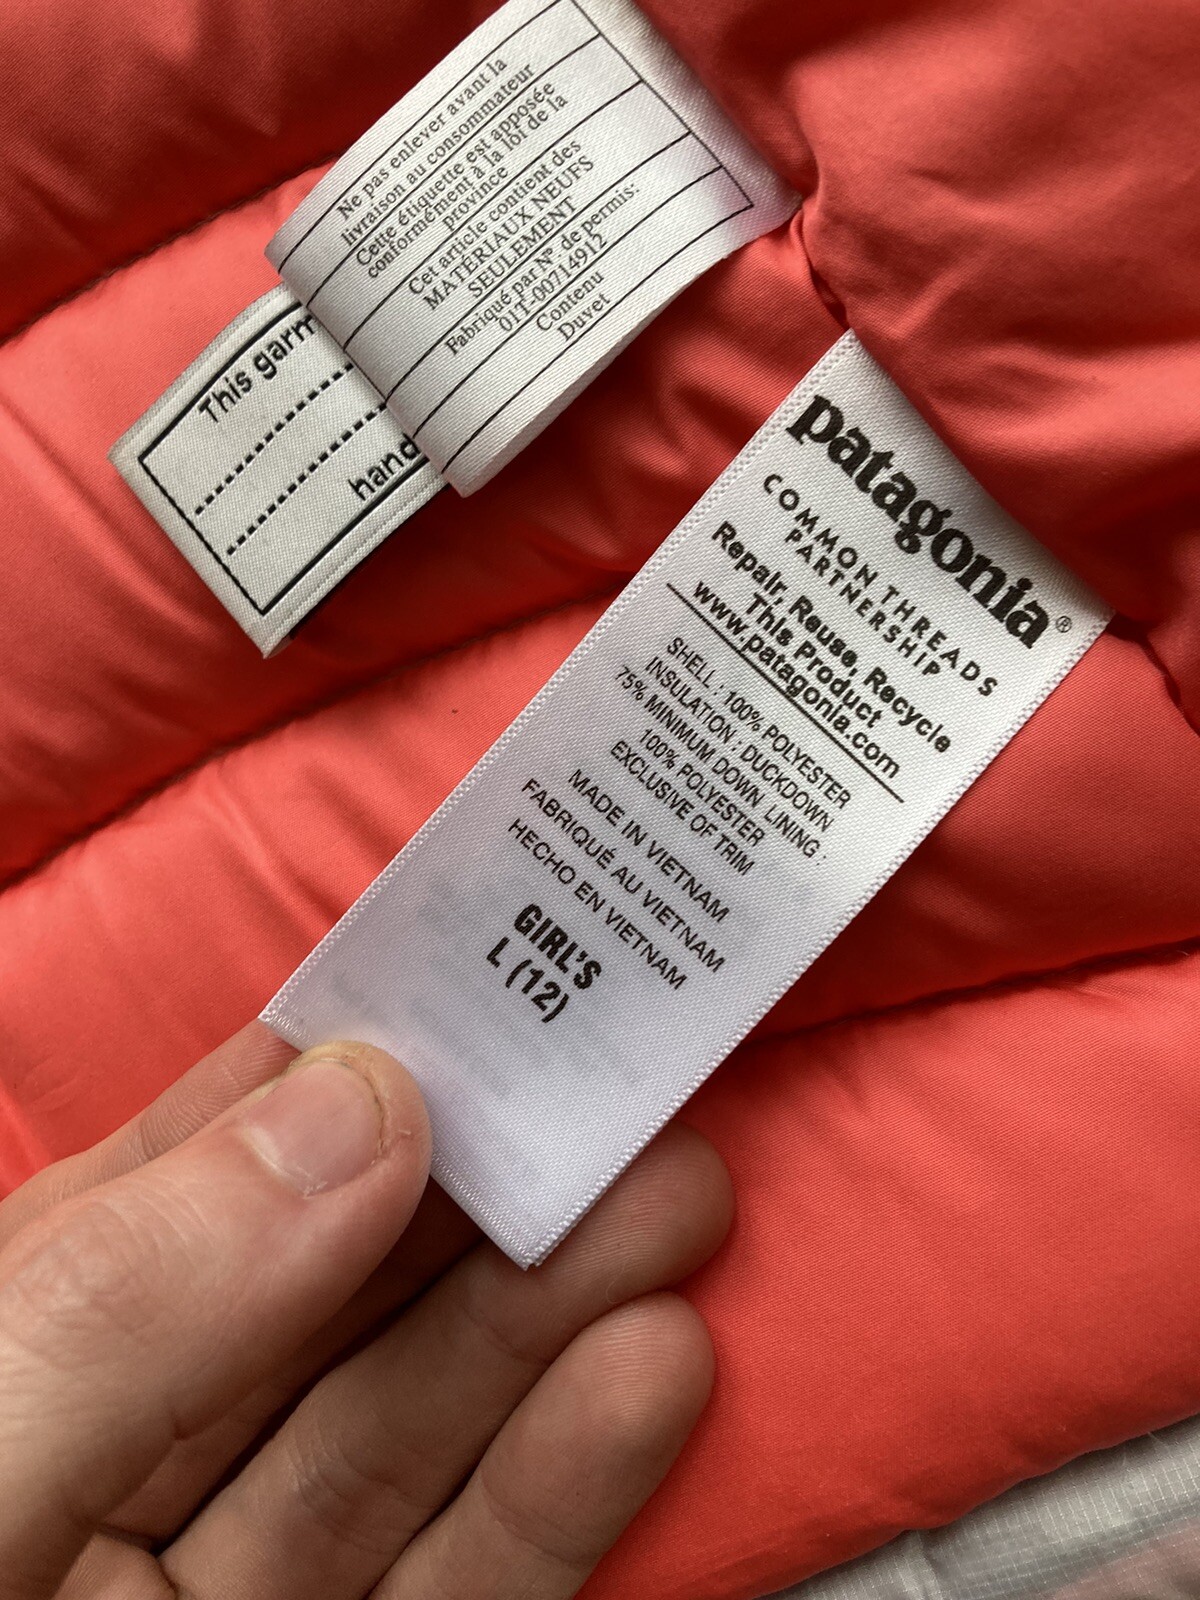 Ne pas enlever avant la
livraison au consommateur
Cette étiquette est apposée
conformément à la loi de la
province
Cet article contient des
MATÉRIAUX NEUFS
SEULEMENT
Fabriqué par N° de permis:
01T-00714912
Contenu
Duvet
This garm
hand
patagonia®
COMMON THREADS
PARTNERSHIP
Repair, Reuse, Recycle
This Product
www.patagonia.com
SHELL : 100% POLYESTER
INSULATION : DUCKDOWN
75% MINIMUM DOWN LINING :
100% POLYESTER
EXCLUSIVE OF TRIM
MADE IN VIETNAM
FABRIQUÉ AU VIETNAM
HECHO EN VIETNAM
GIRL'S
L (12)